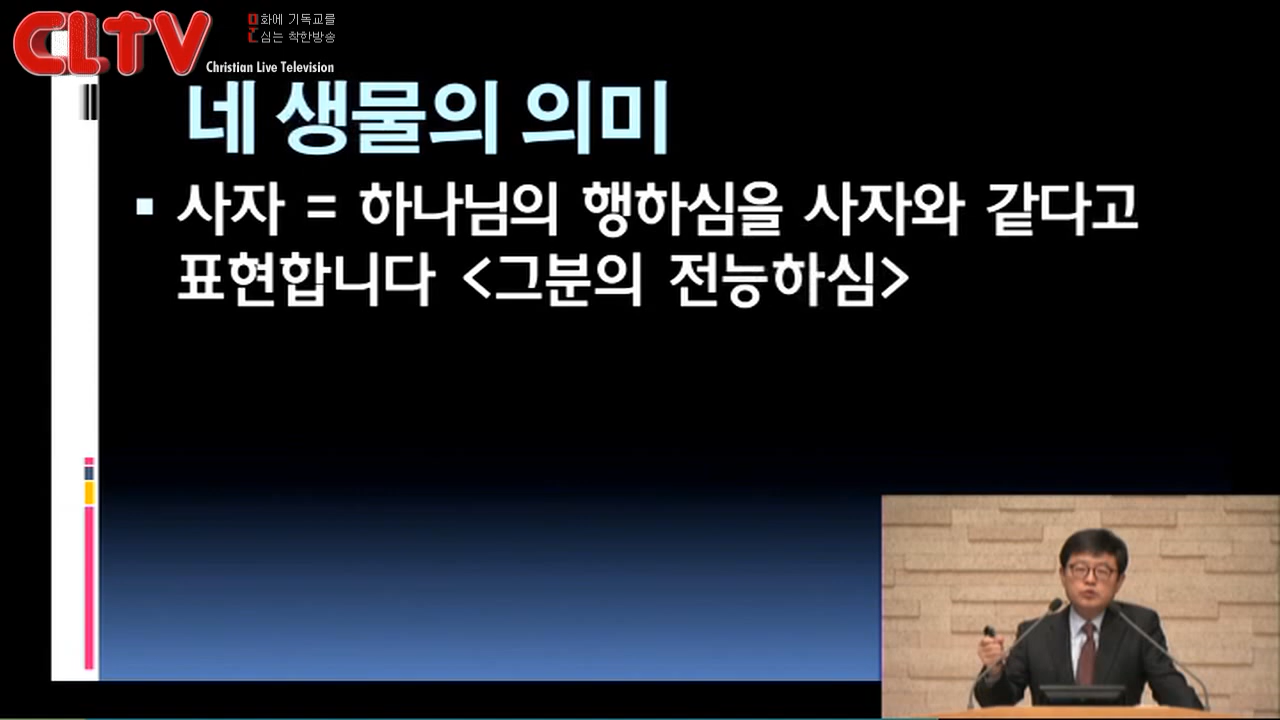 CLTV
문화에 기독교를
심는 착한방송
Christian Live Television
네 생물의 의미
사자 = 하나님의 행하심을 사자와 같다고
표현합니다 <그분의 전능하심>